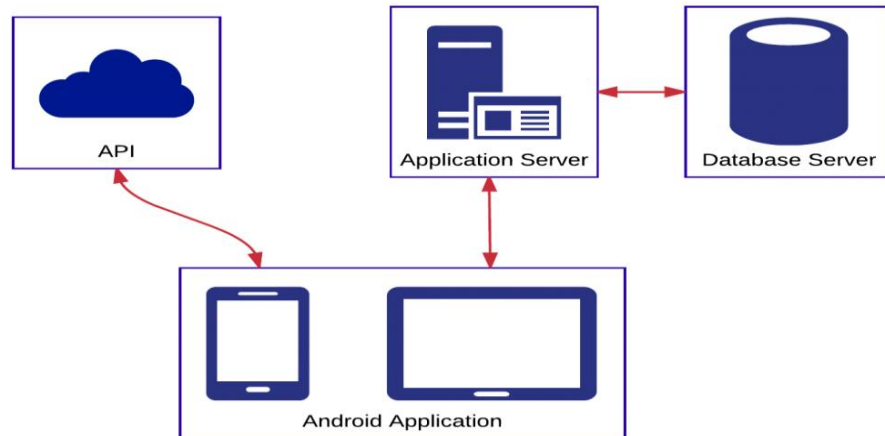 API
Application Server
Database Server
Android Application